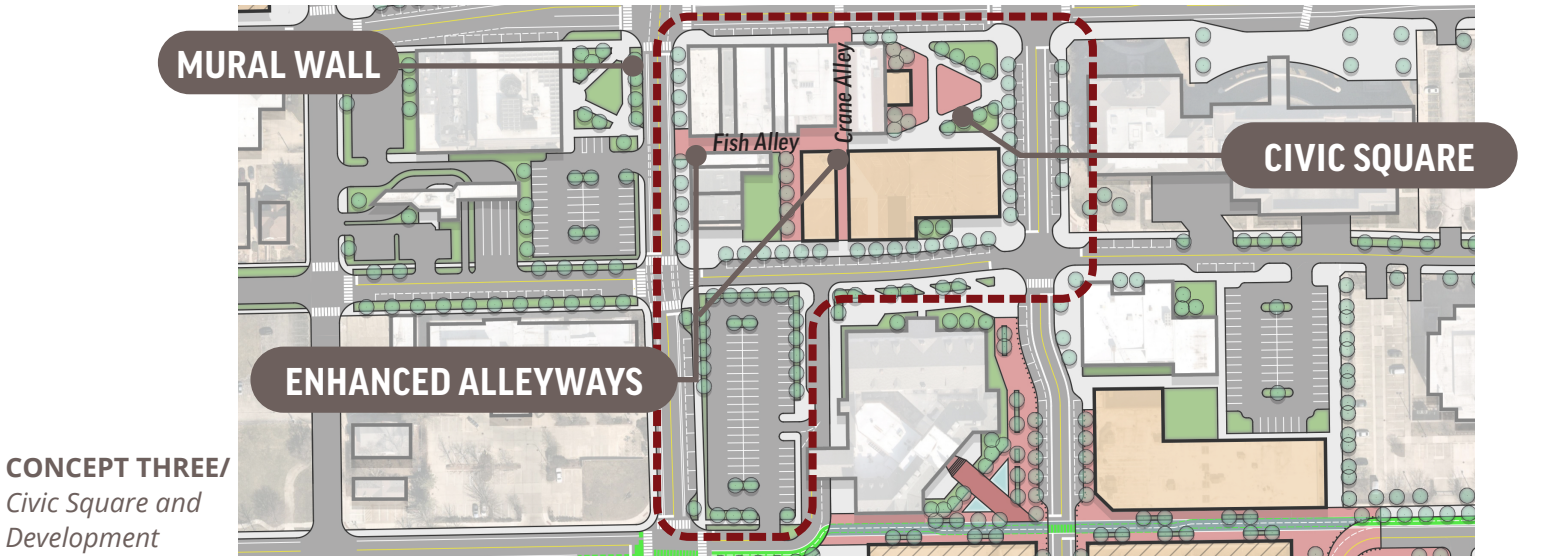 MURAL WALL
Crane Alley
Fish Alley
CIVIC SQUARE
ENHANCED ALLEYWAYS
CONCEPT THREE/
Civic Square and
Development